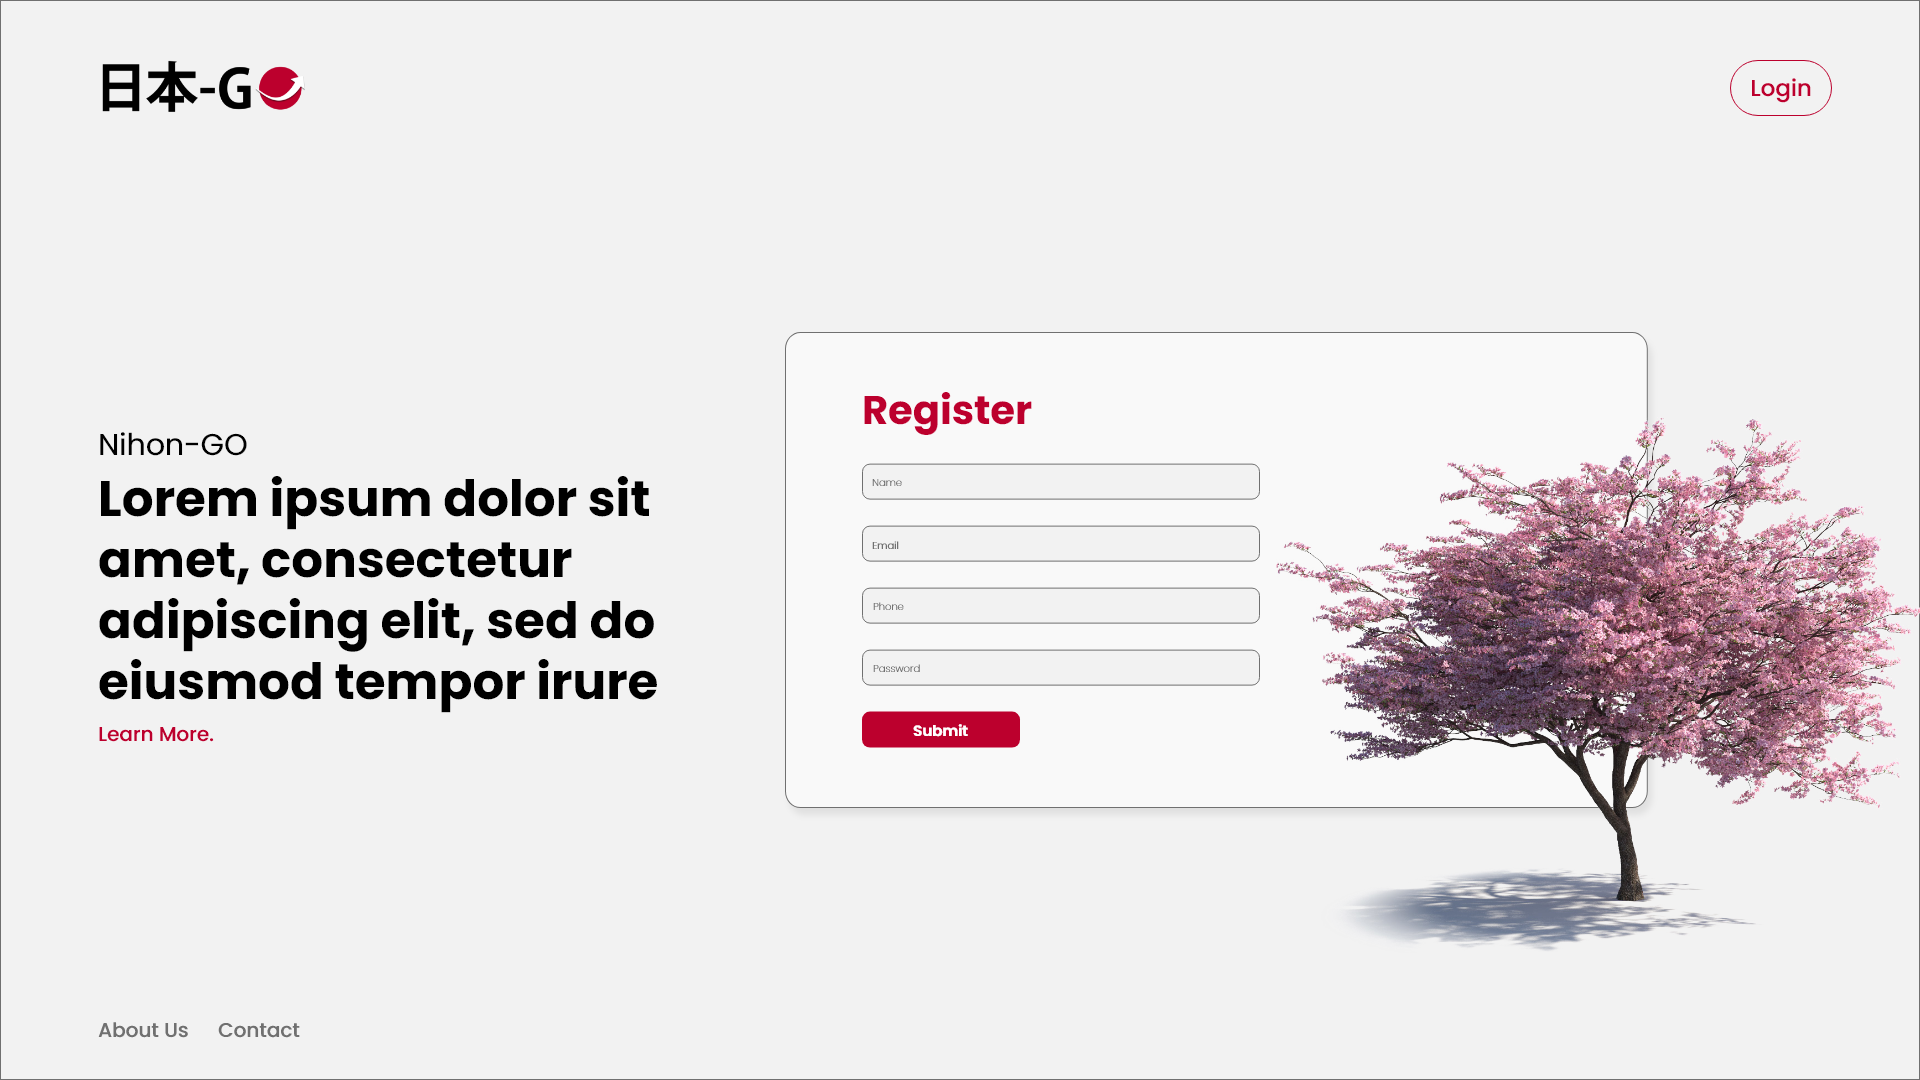 日本-GO
Login
Nihon-GO
Lorem ipsum dolor sit
amet, consectetur
adipiscing elit, sed do
eiusmod tempor irure
Learn More.
Register
Name
Email
Phone
Password
Submit
About Us
Contact